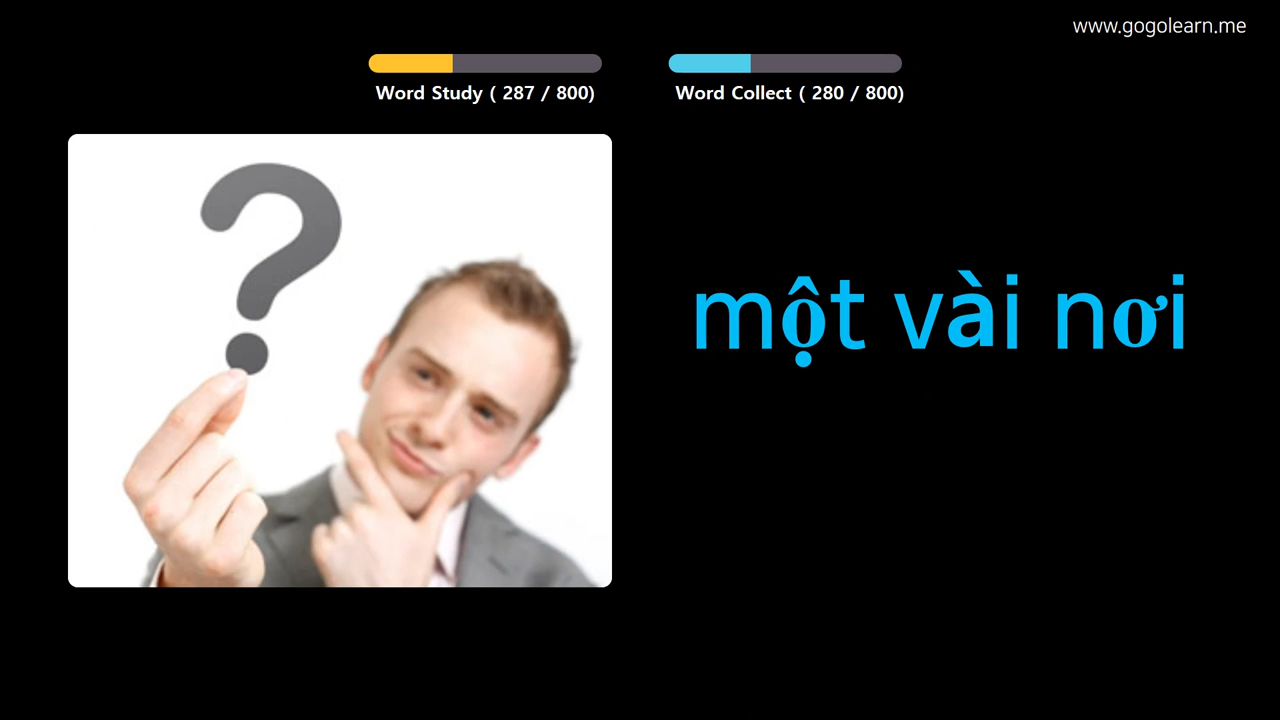 www.gogolearn.me
Word Study ( 287 / 800)
Word Collect ( 280 / 800)
?
một vài nơi